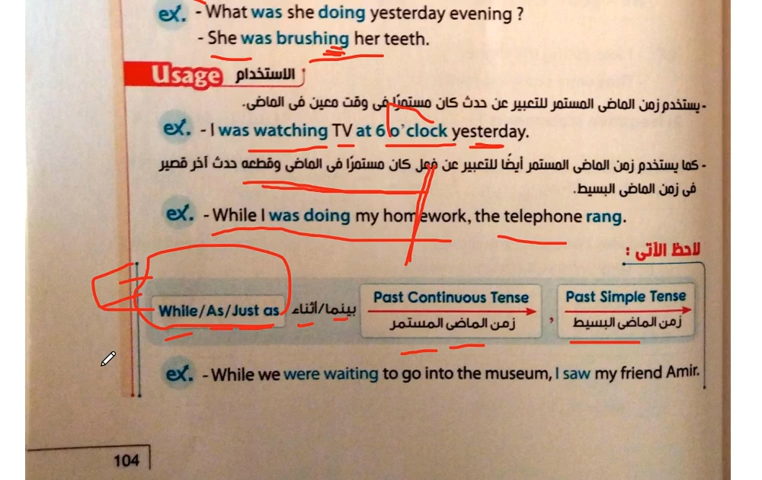 ex. - What was she doing yesterday evening ?
- She was brushing her teeth.
Usage الاستخدام
- يستخدم زمن الماضى المستمر للتعبير عن حدث كان مستمرًا فى وقت معين فى الماضى.
ex. - I was watching TV at 6 o'clock yesterday.
- كما يستخدم زمن الماضى المستمر أيضًا للتعبير عن فعل كان مستمرًا فى الماضى وقطعه حدث آخر قصير
فى زمن الماضى البسيط.
ex. - While I was doing my homework, the telephone rang.
لاحظ الآتى :
While/As/Just as بينما/أثناء Past Continuous Tense , Past Simple Tense
زمن الماضى المستمر زمن الماضى البسيط
ex. - While we were waiting to go into the museum, I saw my friend Amir.
104